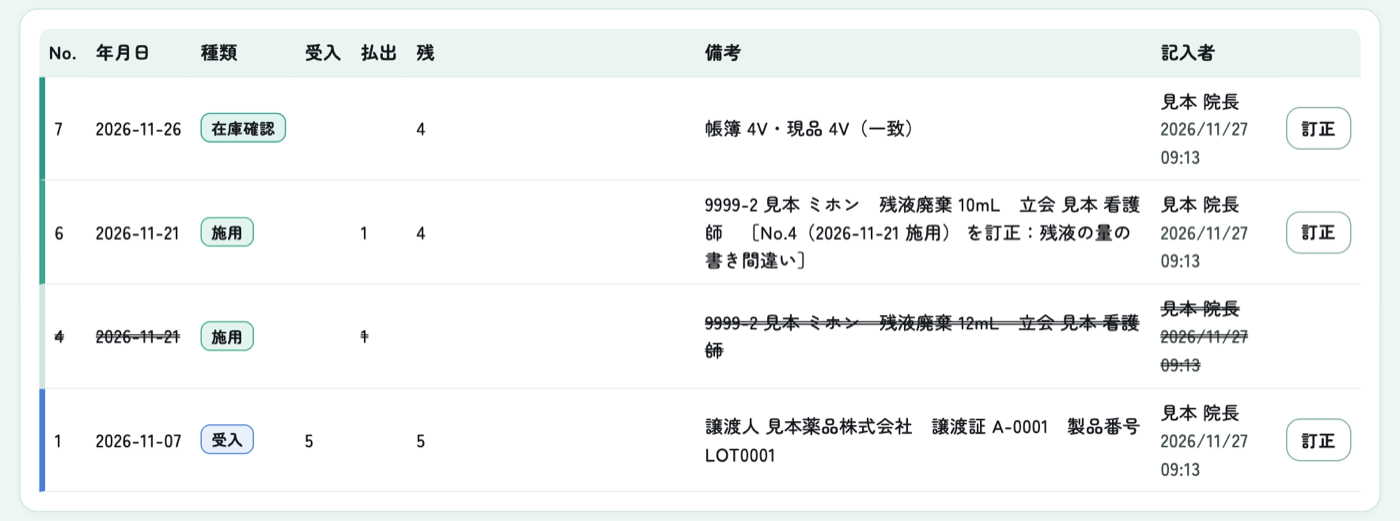 No. 年月日 種類 受入 払出 残 備考 記入者
7 2026-11-26 在庫確認 4 帳簿 4V・現品 4V（一致） 見本 院長 2026/11/27 09:13 訂正
6 2026-11-21 施用 1 4 9999-2 見本 ミホン　残液廃棄 10mL　立会 見本 看護
師　［No.4（2026-11-21 施用） を訂正：残液の量の
書き間違い］ 見本 院長 2026/11/27 09:13 訂正
4 2026-11-21 施用 1 9999-2 見本 ミホン　残液廃棄 12mL　立会 見本 看護
師 見本 院長 2026/11/27 09:13
1 2026-11-07 受入 5 5 譲渡人 見本薬品株式会社　譲渡証 A-0001　製品番号
LOT0001 見本 院長 2026/11/27 09:13 訂正